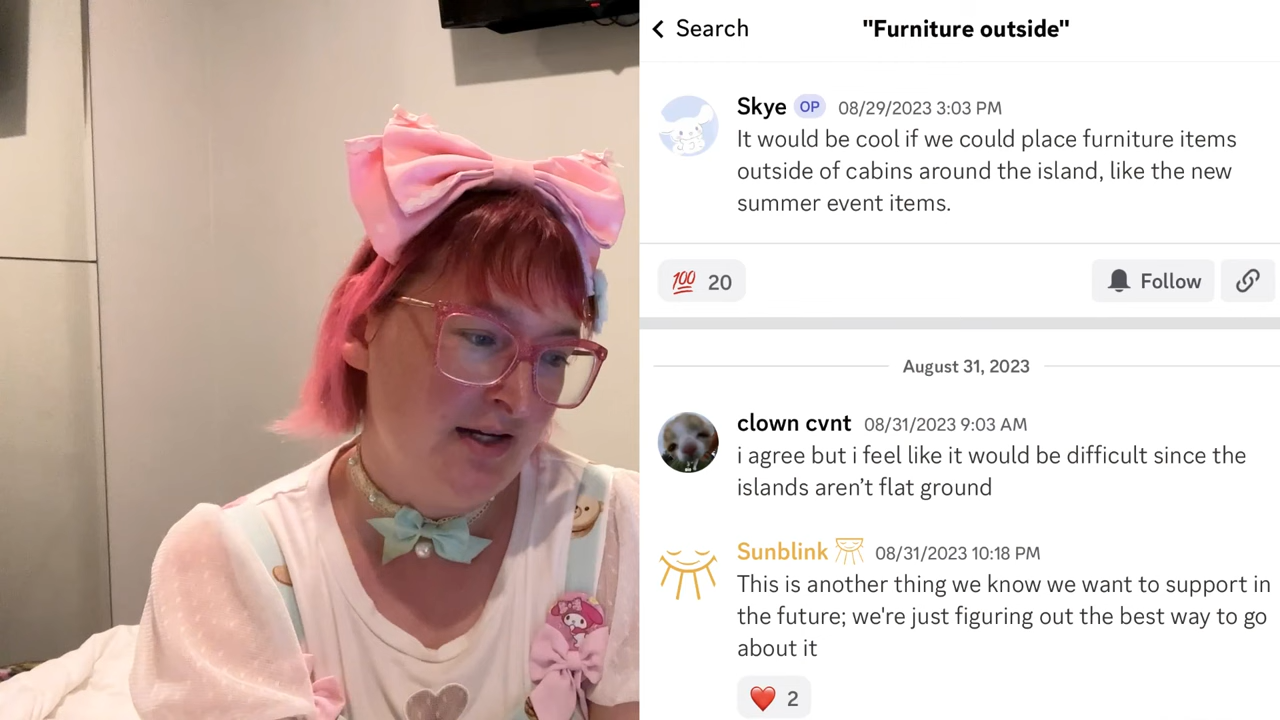 Search
"Furniture outside"
Skye OP 08/29/2023 3:03 PM
It would be cool if we could place furniture items
outside of cabins around the island, like the new
summer event items.
💯 20
Follow
August 31, 2023
clown cvnt 08/31/2023 9:03 AM
i agree but i feel like it would be difficult since the
islands aren’t flat ground
Sunblink 08/31/2023 10:18 PM
This is another thing we know we want to support in
the future; we're just figuring out the best way to go
about it
❤️ 2